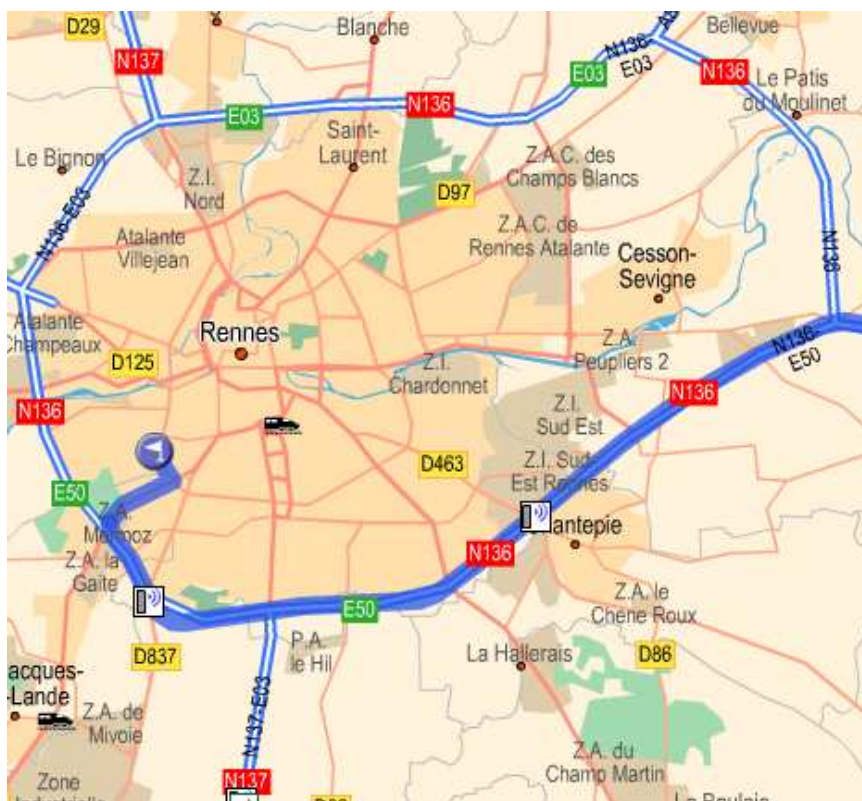 D29
Blanche
N136-
E03
Bellevue
N137
E03
N136
Le Patis
du Moulinet
E03
N136
Saint-
Laurent
Le Bignon
Z.I.
Nord
D97
Z.A.C. des
Champs Blancs
N136-E03
Atalante
Villejean
Z.A.C. de
Rennes Atalante
N136
Cesson-
Sevigne
Atalante
Champeaux
Rennes
D125
Z.A.
Peupliers 2
N136-
E50
Z.I.
Chardonnet
N136
N136
Z.I.
Sud Est
D463
Z.I. Sud-
Est Rennes
E50
Z.A.
Mermoz
N136
Z.A. la
Gaite
E50
Z.A. le
Chene Roux
D837
P.A.
le Hil
La Hallerais
D86
acques-
-Lande
Z.A. de
Mivoie
N137-E03
Z.A. du
Champ Martin
Zone
N137